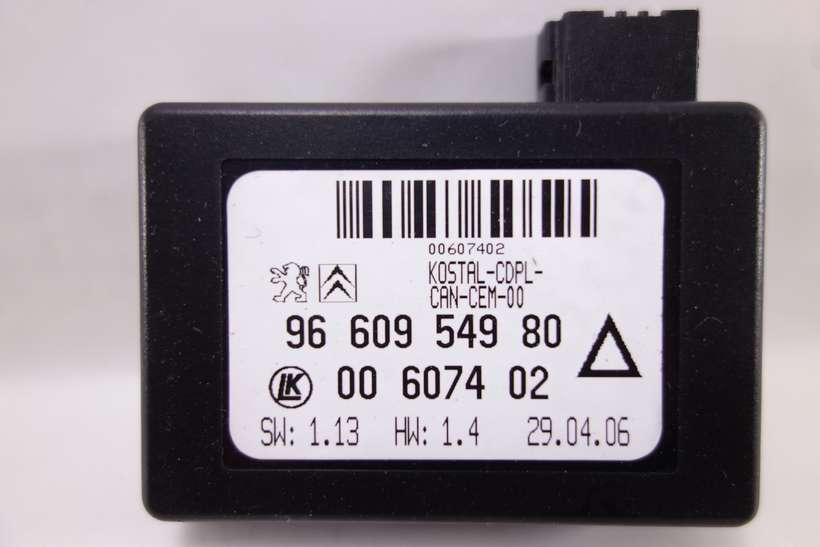 00607402
KOSTAL-CDPL-
CAN-CEM-00
96 609 549 80
LK 00 6074 02
SW: 1.13 HW: 1.4 29.04.06